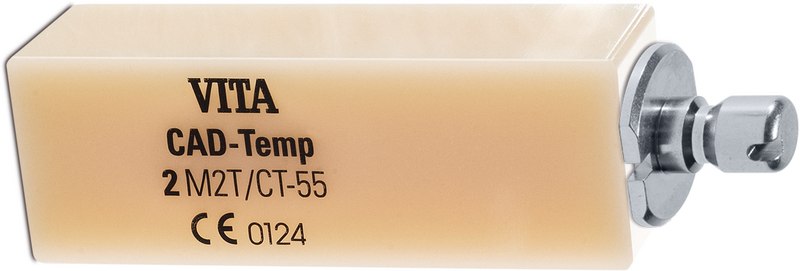 VITA
CAD-Temp
2 M2T/CT-55
CE 0124